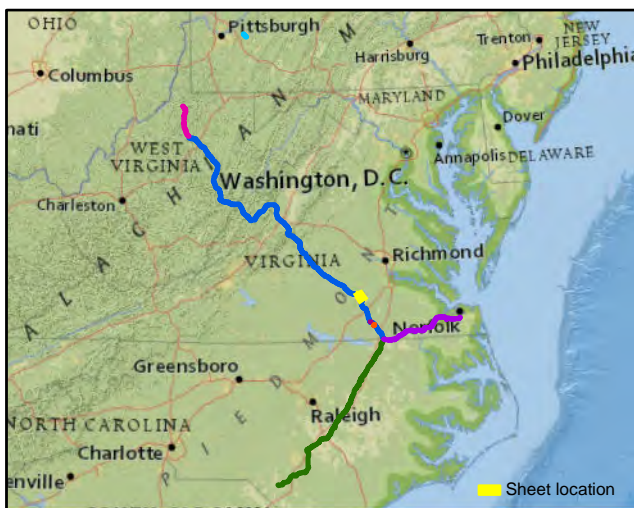 OHIO
Pittsburgh
M
NEW
JERSEY
Trenton
Harrisburg
Philadelphia
Columbus
N
MARYLAND
Dover
nati
A
WEST
VIRGINIA
I
Annapolis
DELAWARE
Washington, D.C.
H
Charleston
C
T
A
N
VIRGINIA
Richmond
L
O
A
Norfolk
M
Greensboro
D
E
Raleigh
NORTH CAROLINA
I
Charlotte
P
enville
Sheet location